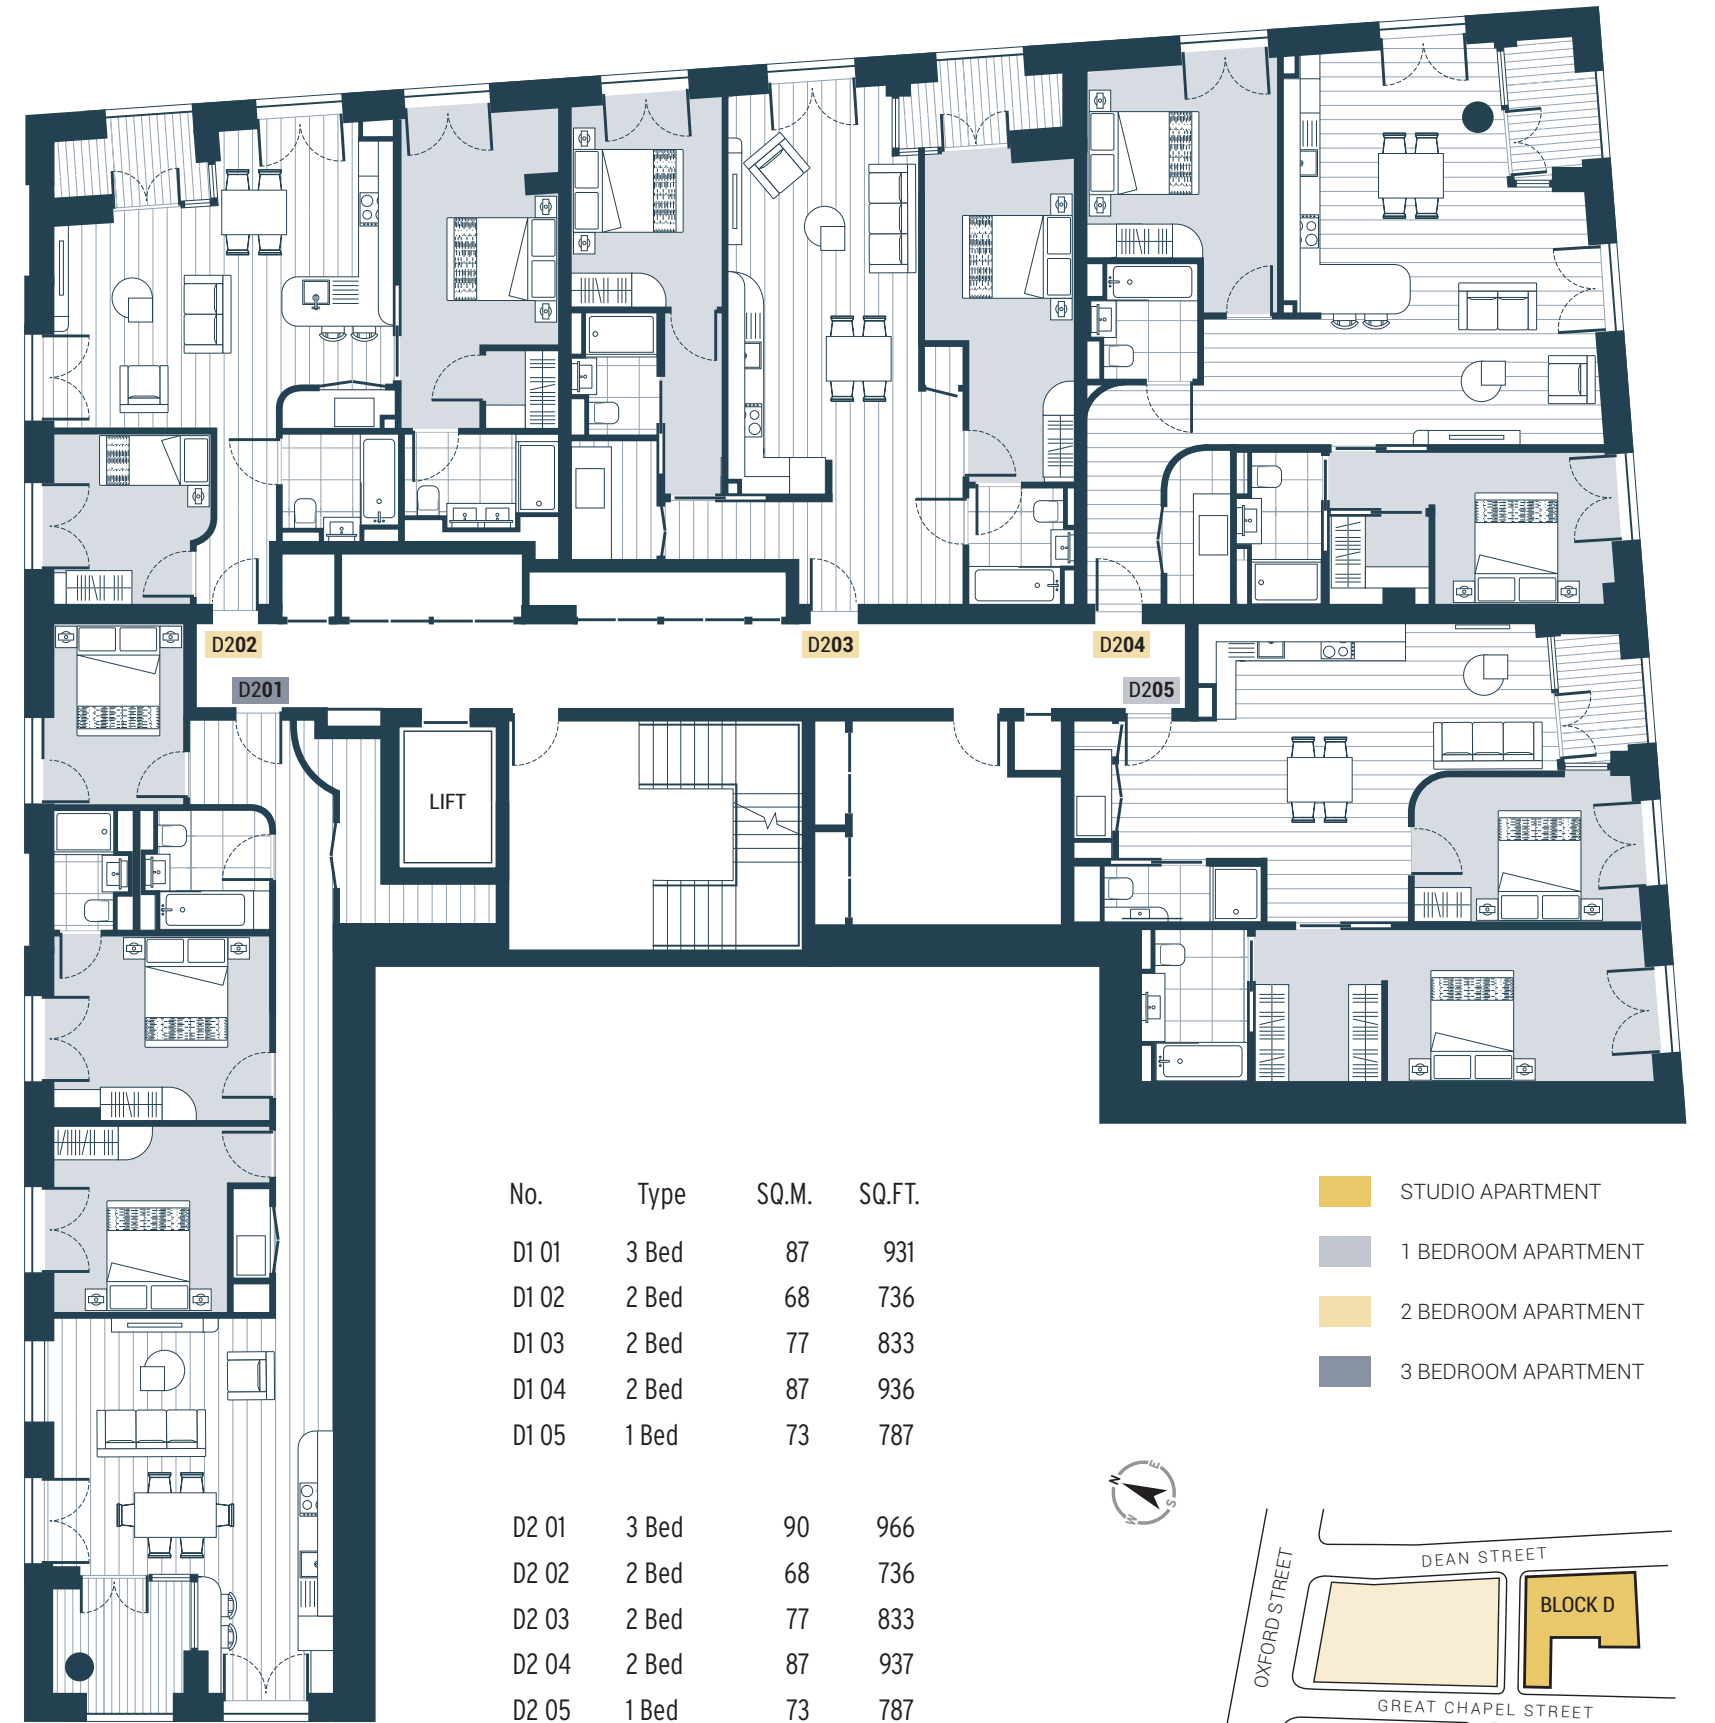 D202
D203
D204
D201
D205
LIFT
No. Type SQ.M. SQ.FT.
D1 01 3 Bed 87 931
D1 02 2 Bed 68 736
D1 03 2 Bed 77 833
D1 04 2 Bed 87 936
D1 05 1 Bed 73 787
D2 01 3 Bed 90 966
D2 02 2 Bed 68 736
D2 03 2 Bed 77 833
D2 04 2 Bed 87 937
D2 05 1 Bed 73 787
STUDIO APARTMENT
1 BEDROOM APARTMENT
2 BEDROOM APARTMENT
3 BEDROOM APARTMENT
N
E
S
W
DEAN STREET
OXFORD STREET
BLOCK D
GREAT CHAPEL STREET